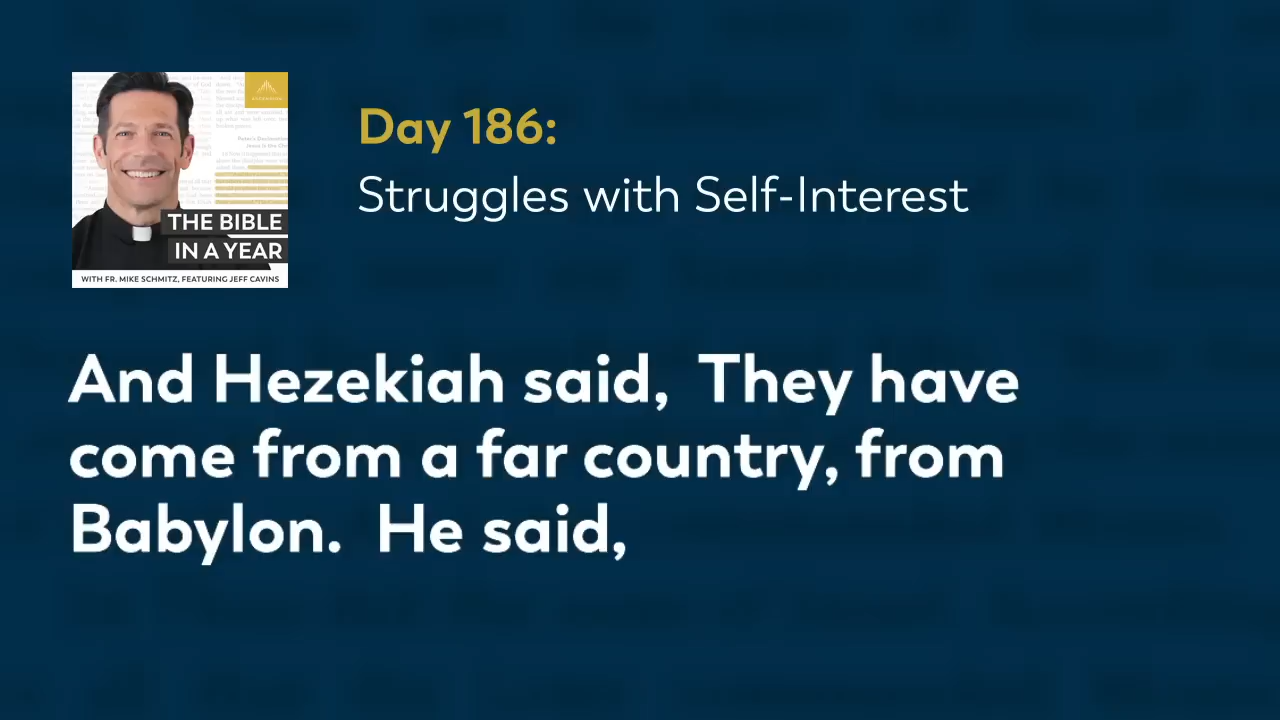 Day 186:
Struggles with Self-Interest
THE BIBLE
IN A YEAR
WITH FR. MIKE SCHMITZ, FEATURING JEFF CAVINS
And Hezekiah said,  They have
come from a far country, from
Babylon.  He said,